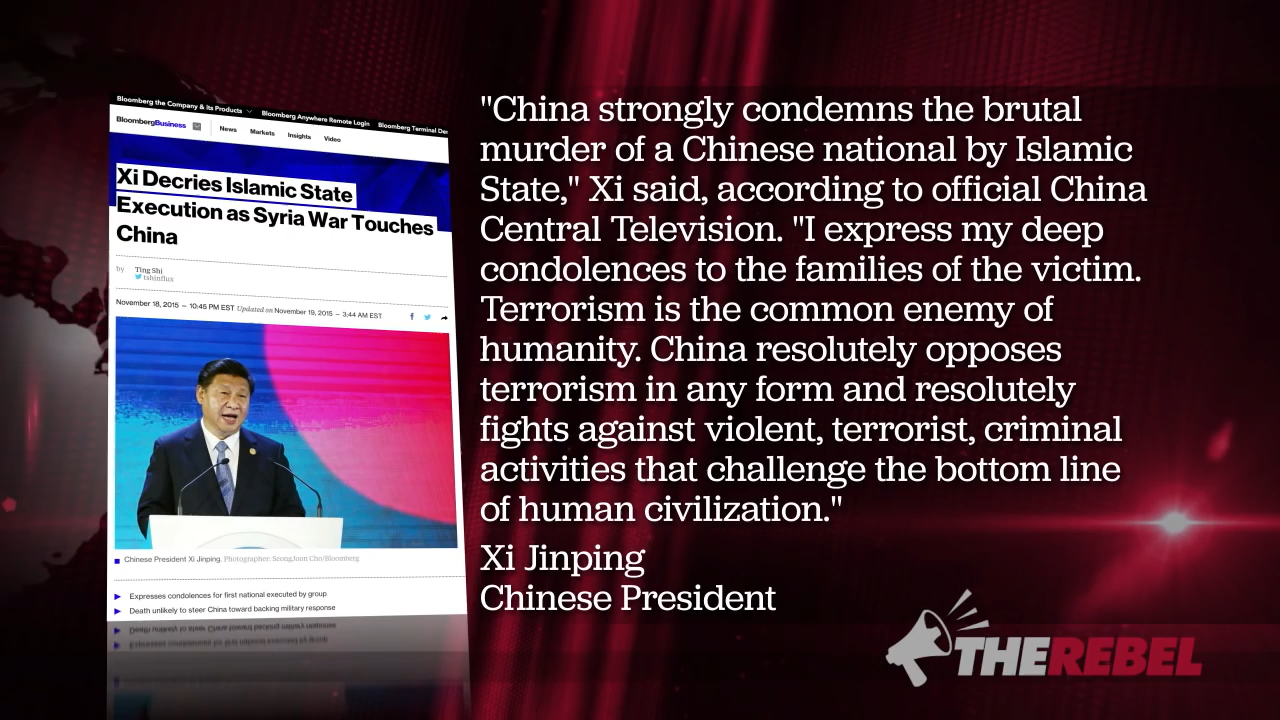 Bloomberg the Company & Its Products
Bloomberg Anywhere Remote Login
Bloomberg Terminal
BloombergBusiness
News
Markets
Insights
Video
Xi Decries Islamic State
Execution as Syria War Touches
China
by Ting Shi
tshinflux
November 18, 2015 — 10:45 PM EST Updated on November 19, 2015 — 3:44 AM EST
Chinese President Xi Jinping. Photographer: SeongJoon Cho/Bloomberg
Expresses condolences for first national executed by group
Death unlikely to steer China toward backing military response
"China strongly condemns the brutal
murder of a Chinese national by Islamic
State," Xi said, according to official China
Central Television. "I express my deep
condolences to the families of the victim.
Terrorism is the common enemy of
humanity. China resolutely opposes
terrorism in any form and resolutely
fights against violent, terrorist, criminal
activities that challenge the bottom line
of human civilization."
Xi Jinping
Chinese President
THEREBEL